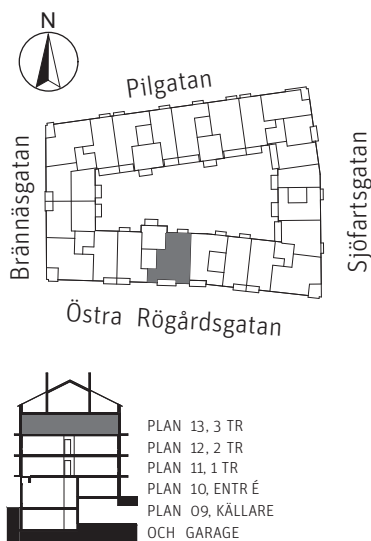 N
Pilgatan
Brännäsgatan
Sjöfartsgatan
Östra Rögårdsgatan
PLAN 13, 3 TR
PLAN 12, 2 TR
PLAN 11, 1 TR
PLAN 10, ENTR É
PLAN 09, KÄLLARE
OCH GARAGE